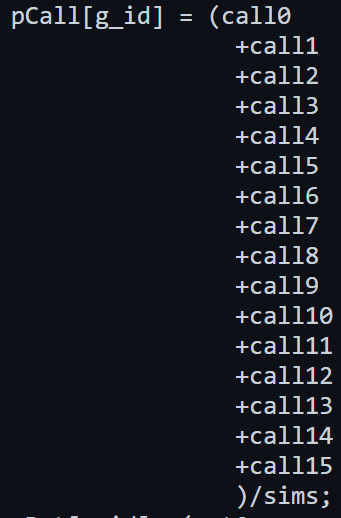 pCall[g_id] = (call0
+call1
+call2
+call3
+call4
+call5
+call6
+call7
+call8
+call9
+call10
+call11
+call12
+call13
+call14
+call15
)/sims;